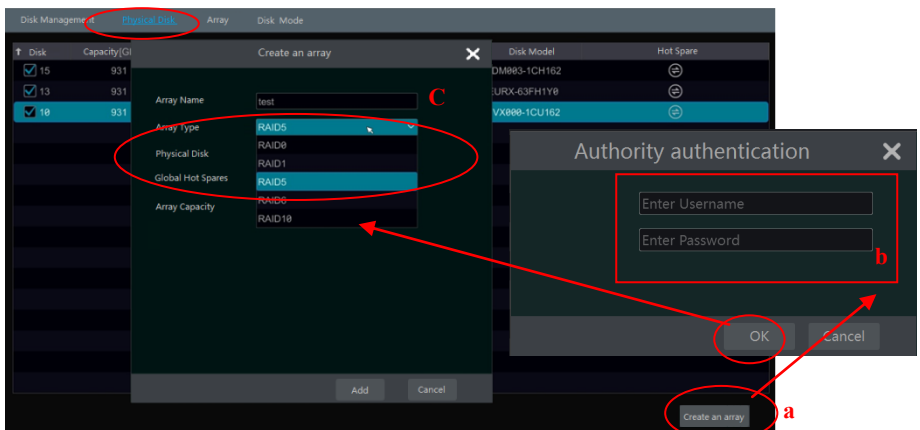 Disk Management Physical Disk Array Disk Mode
Create an array
Disk Capacity[GB Disk Model Hot Spare
15 931 DM003-1CH162
13 931 EURX-63FH1Y0
10 931 VX000-1CU162
Array Name test C
Array Type RAID5
Physical Disk RAID0
RAID1
Global Hot Spares RAID5
Array Capacity RAID6
RAID10
Add Cancel
Authority authentication
Enter Username
Enter Password
b
OK Cancel
Create an array a